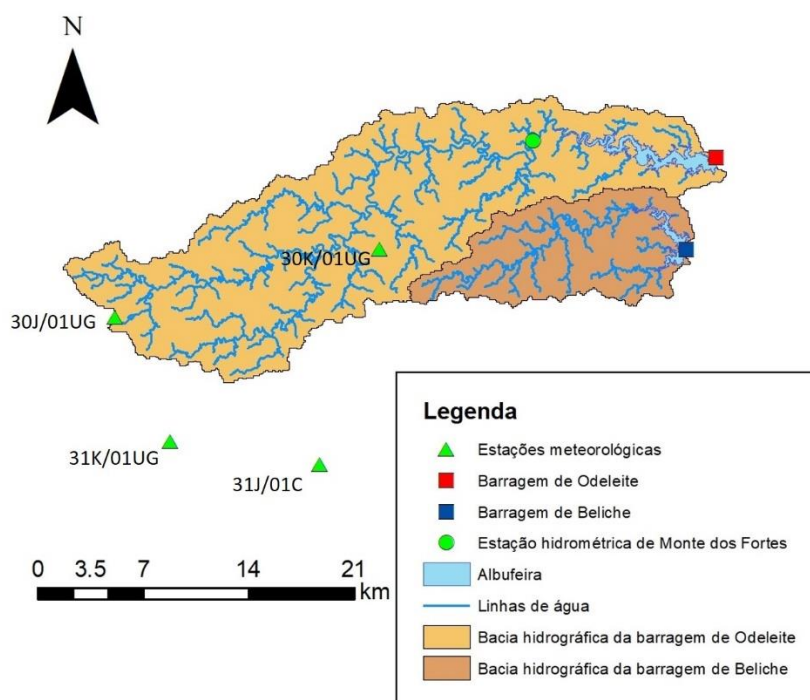 N
30K/01UG
30J/01UG
31K/01UG
31J/01C
0 3.5 7 14 21
km
Legenda
Estações meteorológicas
Barragem de Odeleite
Barragem de Beliche
Estação hidrométrica de Monte dos Fortes
Albufeira
Linhas de água
Bacia hidrográfica da barragem de Odeleite
Bacia hidrográfica da barragem de Beliche